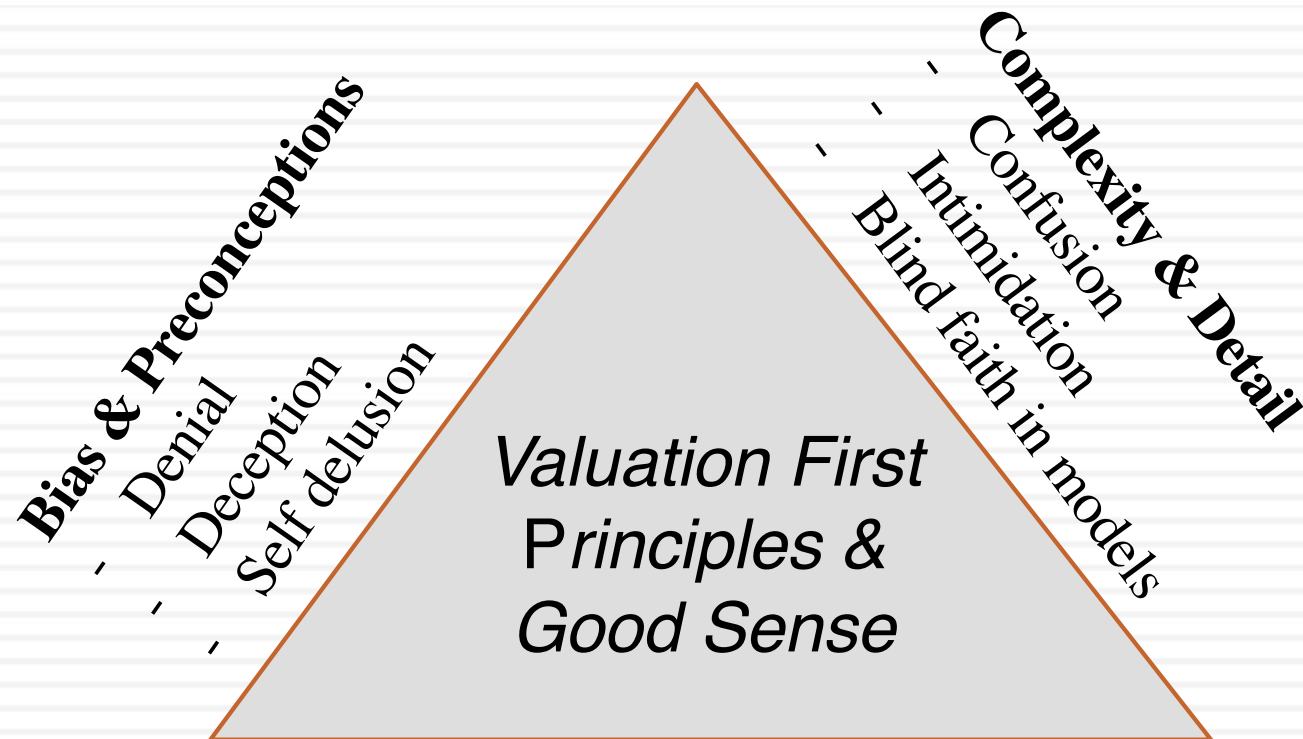 Bias & Preconceptions
- Denial
- Deception
- Self delusion
Complexity & Detail
- Confusion
- Intimidation
- Blind faith in models
Valuation First
Principles &
Good Sense